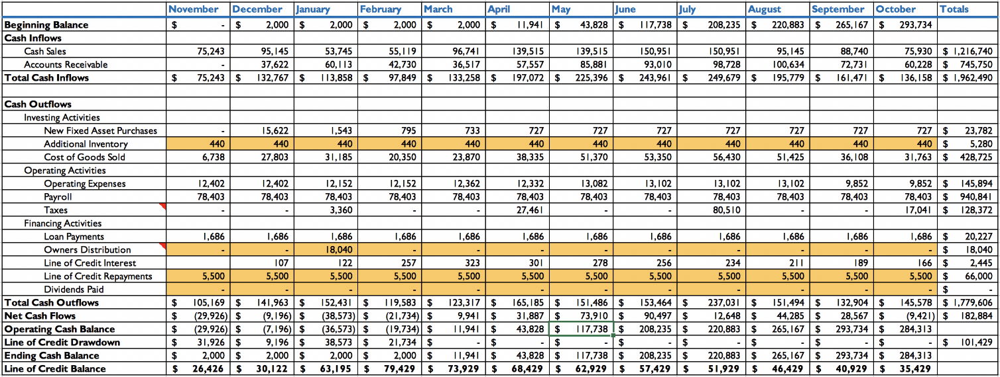 November December January February March April May June July August September October Totals
Beginning Balance $ - $ 2,000 $ 2,000 $ 2,000 $ 2,000 $ 11,941 $ 43,828 $ 117,738 $ 208,235 $ 220,883 $ 265,167 $ 293,734
Cash Inflows
Cash Sales 75,243 95,145 53,745 55,119 96,741 139,515 139,515 150,951 150,951 95,145 88,740 75,930 $ 1,216,740
Accounts Receivable - 37,622 60,113 42,730 36,517 57,557 85,881 93,010 98,728 100,634 72,731 60,228 $ 745,750
Total Cash Inflows $ 75,243 $ 132,767 $ 113,858 $ 97,849 $ 133,258 $ 197,072 $ 225,396 $ 243,961 $ 249,679 $ 195,779 $ 161,471 $ 136,158 $ 1,962,490
Cash Outflows
Investing Activities
New Fixed Asset Purchases - 15,622 1,543 795 733 727 727 727 727 727 727 727 $ 23,782
Additional Inventory 440 440 440 440 440 440 440 440 440 440 440 440 $ 5,280
Cost of Goods Sold 6,738 27,803 31,185 20,350 23,870 38,335 51,370 53,350 56,430 51,425 36,108 31,763 $ 428,725
Operating Activities
Operating Expenses 12,402 12,402 12,152 12,152 12,362 12,332 13,082 13,102 13,102 13,102 9,852 9,852 $ 145,894
Payroll 78,403 78,403 78,403 78,403 78,403 78,403 78,403 78,403 78,403 78,403 78,403 78,403 $ 940,841
Taxes - - 3,360 - - 27,461 - - 80,510 - - 17,041 $ 128,372
Financing Activities
Loan Payments 1,686 1,686 1,686 1,686 1,686 1,686 1,686 1,686 1,686 1,686 1,686 1,686 $ 20,227
Owners Distribution - - 18,040 - - - - - - - - - $ 18,040
Line of Credit Interest 107 122 257 323 301 278 256 234 211 189 166 $ 2,445
Line of Credit Repayments 5,500 5,500 5,500 5,500 5,500 5,500 5,500 5,500 5,500 5,500 5,500 5,500 $ 66,000
Dividends Paid - - - - - - - - - - - - $ -
Total Cash Outflows $ 105,169 $ 141,963 $ 152,431 $ 119,583 $ 123,317 $ 165,185 $ 151,486 $ 153,464 $ 237,031 $ 151,494 $ 132,904 $ 145,578 $ 1,779,606
Net Cash Flows $ (29,926) $ (9,196) $ (38,573) $ (21,734) $ 9,941 $ 31,887 $ 73,910 $ 90,497 $ 12,648 $ 44,285 $ 28,567 $ (9,421) $ 182,884
Operating Cash Balance $ (29,926) $ (7,196) $ (36,573) $ (19,734) $ 11,941 $ 43,828 $ 117,738 $ 208,235 $ 220,883 $ 265,167 $ 293,734 $ 284,313
Line of Credit Drawdown $ 31,926 $ 9,196 $ 38,573 $ 21,734 $ - $ - $ - $ - $ - $ - $ - $ - $ 101,429
Ending Cash Balance $ 2,000 $ 2,000 $ 2,000 $ 2,000 $ 11,941 $ 43,828 $ 117,738 $ 208,235 $ 220,883 $ 265,167 $ 293,734 $ 284,313
Line of Credit Balance $ 26,426 $ 30,122 $ 63,195 $ 79,429 $ 73,929 $ 68,429 $ 62,929 $ 57,429 $ 51,929 $ 46,429 $ 40,929 $ 35,429